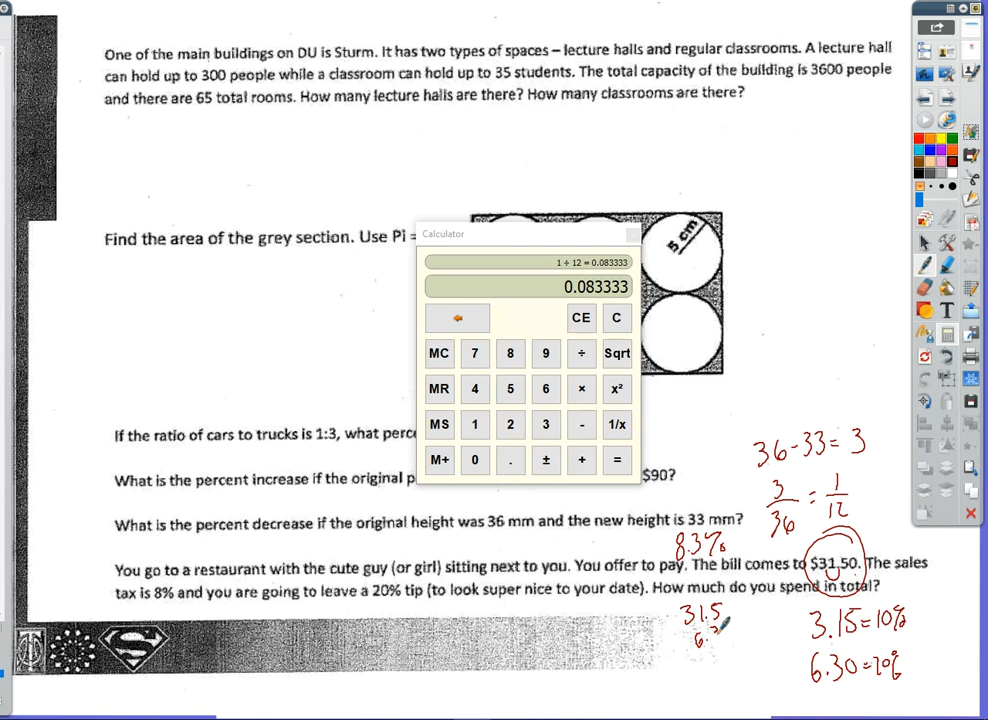 One of the main buildings on DU is Sturm. It has two types of spaces – lecture halls and regular classrooms. A lecture hall
can hold up to 300 people while a classroom can hold up to 35 students. The total capacity of the building is 3600 people
and there are 65 total rooms. How many lecture halls are there? How many classrooms are there?
Find the area of the grey section. Use Pi =
5 cm
Calculator
1 ÷ 12 = 0.083333
0.083333
CE C
MC 7 8 9 ÷ Sqrt
MR 4 5 6 × x²
MS 1 2 3 - 1/x
M+ 0 . ± + =
If the ratio of cars to trucks is 1:3, what perce
What is the percent increase if the original p
$90?
36-33=3
3/36 = 1/12
What is the percent decrease if the original height was 36 mm and the new height is 33 mm?
8.3%
You go to a restaurant with the cute guy (or girl) sitting next to you. You offer to pay. The bill comes to $31.50. The sales
tax is 8% and you are going to leave a 20% tip (to look super nice to your date). How much do you spend in total?
31.5
3.15=10%
6.30=20%
T
S